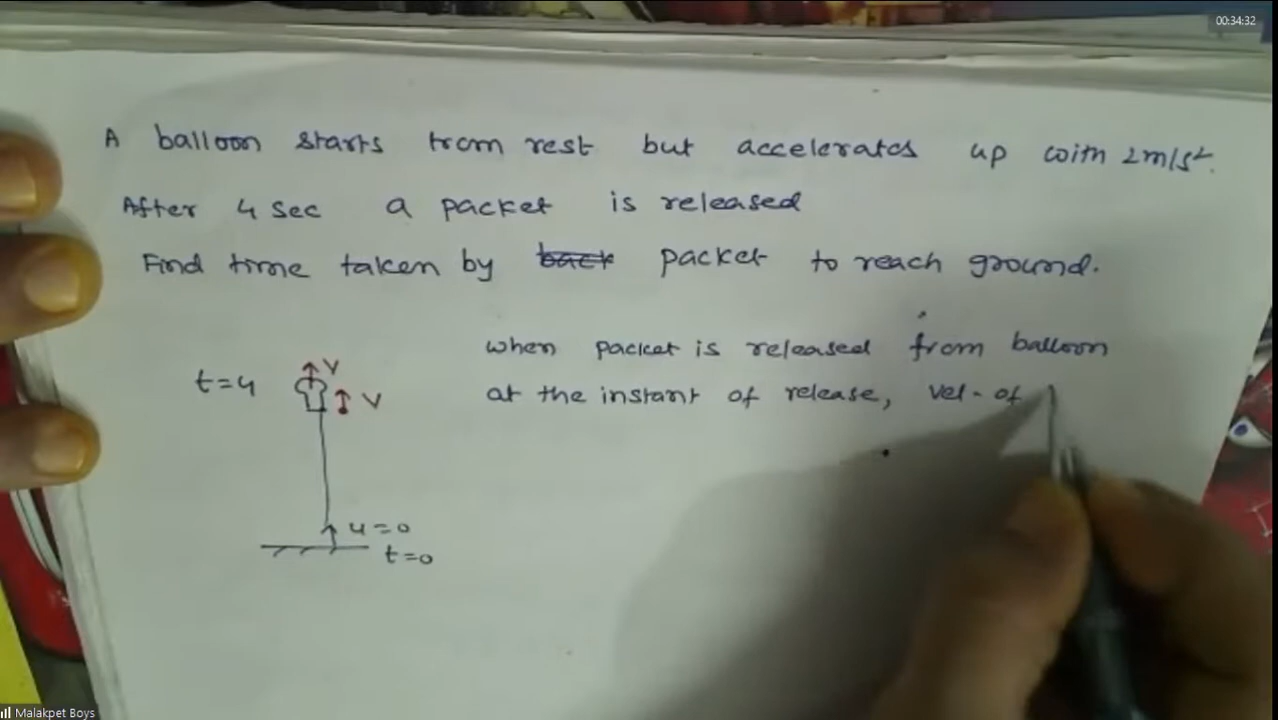 00:34:32
A balloon starts from rest but accelerates up with 2m/s².
After 4 sec a packet is released
Find time taken by back packet to reach ground.
when packet is released from balloon
at the instant of release, vel- of
t=4
V
V
u=0
t=0
Malakpet Boys